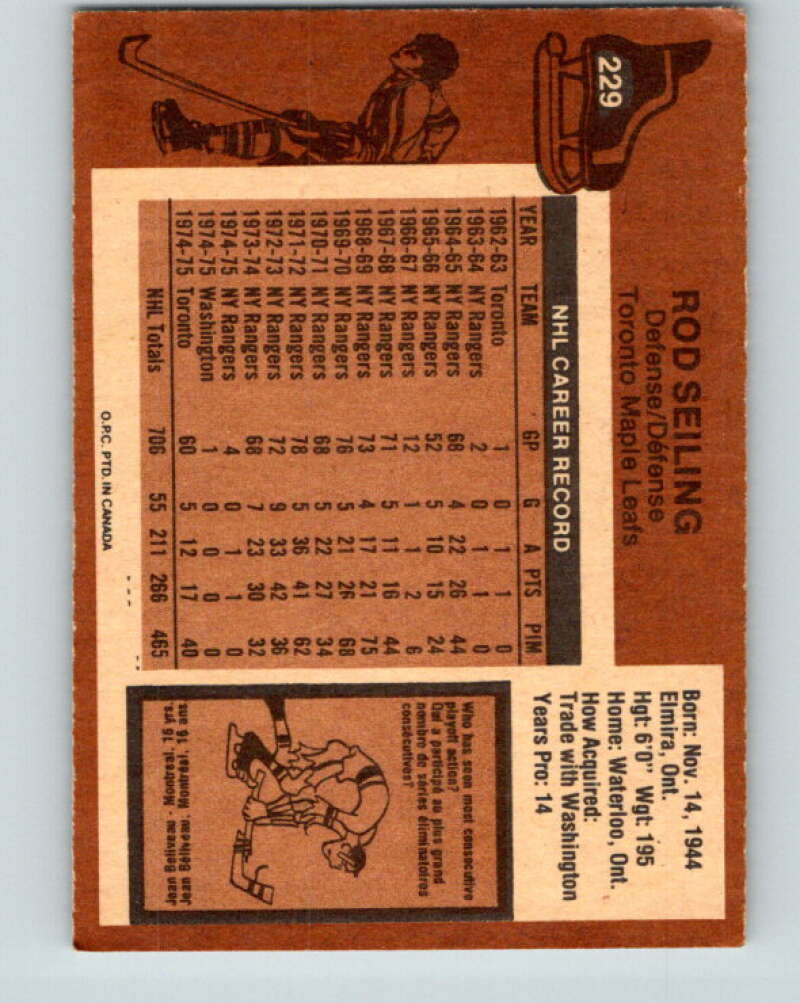 229
ROD SEILING
Defense/Défense
Toronto Maple Leafs
Born: Nov. 14, 1944
Elmira, Ont.
Hgt: 6'0" Wgt: 195
Home: Waterloo, Ont.
How Acquired:
Trade with Washington
Years Pro: 14
NHL CAREER RECORD
YEAR TEAM GP G A PTS PIM
1962-63 Toronto 1 0 1 1 0
1963-64 NY Rangers 2 0 1 1 0
1964-65 NY Rangers 68 4 22 26 44
1965-66 NY Rangers 52 5 10 15 24
1966-67 NY Rangers 12 1 1 2 6
1967-68 NY Rangers 71 5 11 16 44
1968-69 NY Rangers 73 4 17 21 75
1969-70 NY Rangers 76 5 21 26 68
1970-71 NY Rangers 68 5 22 27 34
1971-72 NY Rangers 78 5 36 41 62
1972-73 NY Rangers 72 9 33 42 36
1973-74 NY Rangers 68 7 23 30 32
1974-75 NY Rangers 4 0 1 1 0
1974-75 Washington 1 0 0 0 0
1974-75 Toronto 60 5 12 17 40
NHL Totals 706 55 211 266 465
Who has seen most consecutive
playoff action?
Qui a participé au plus grand
nombre de séries éliminatoires
consécutives?
Jean Beliveau - Montreal, 16 yrs.
Jean Beliveau, Montreal, 16 ans
O.P.C. PTD. IN CANADA